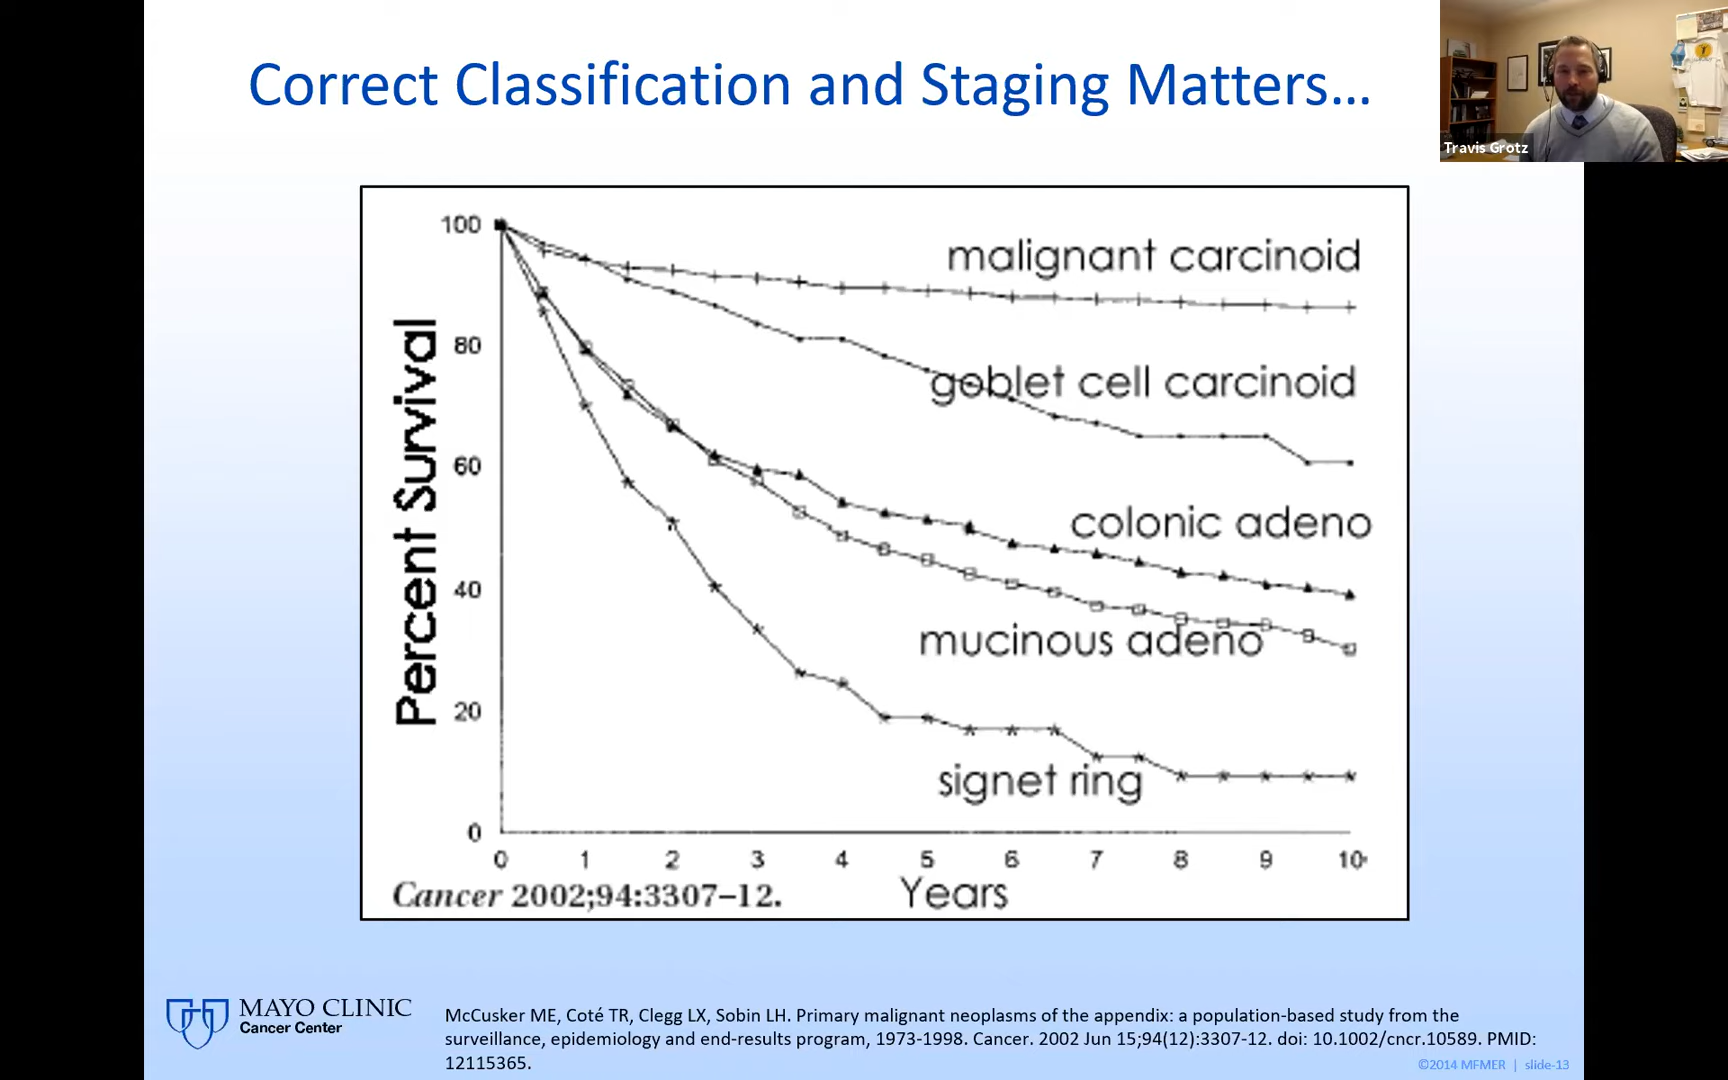 Correct Classification and Staging Matters...
Travis Grotz
100
80
60
40
20
0
Percent Survival
malignant carcinoid
goblet cell carcinoid
colonic adeno
mucinous adeno
signet ring
0 1 2 3 4 5 6 7 8 9 10
Years
Cancer 2002;94:3307–12.
MAYO CLINIC
Cancer Center
McCusker ME, Coté TR, Clegg LX, Sobin LH. Primary malignant neoplasms of the appendix: a population-based study from the
surveillance, epidemiology and end-results program, 1973-1998. Cancer. 2002 Jun 15;94(12):3307-12. doi: 10.1002/cncr.10589. PMID:
12115365.
©2014 MFMER | slide-13